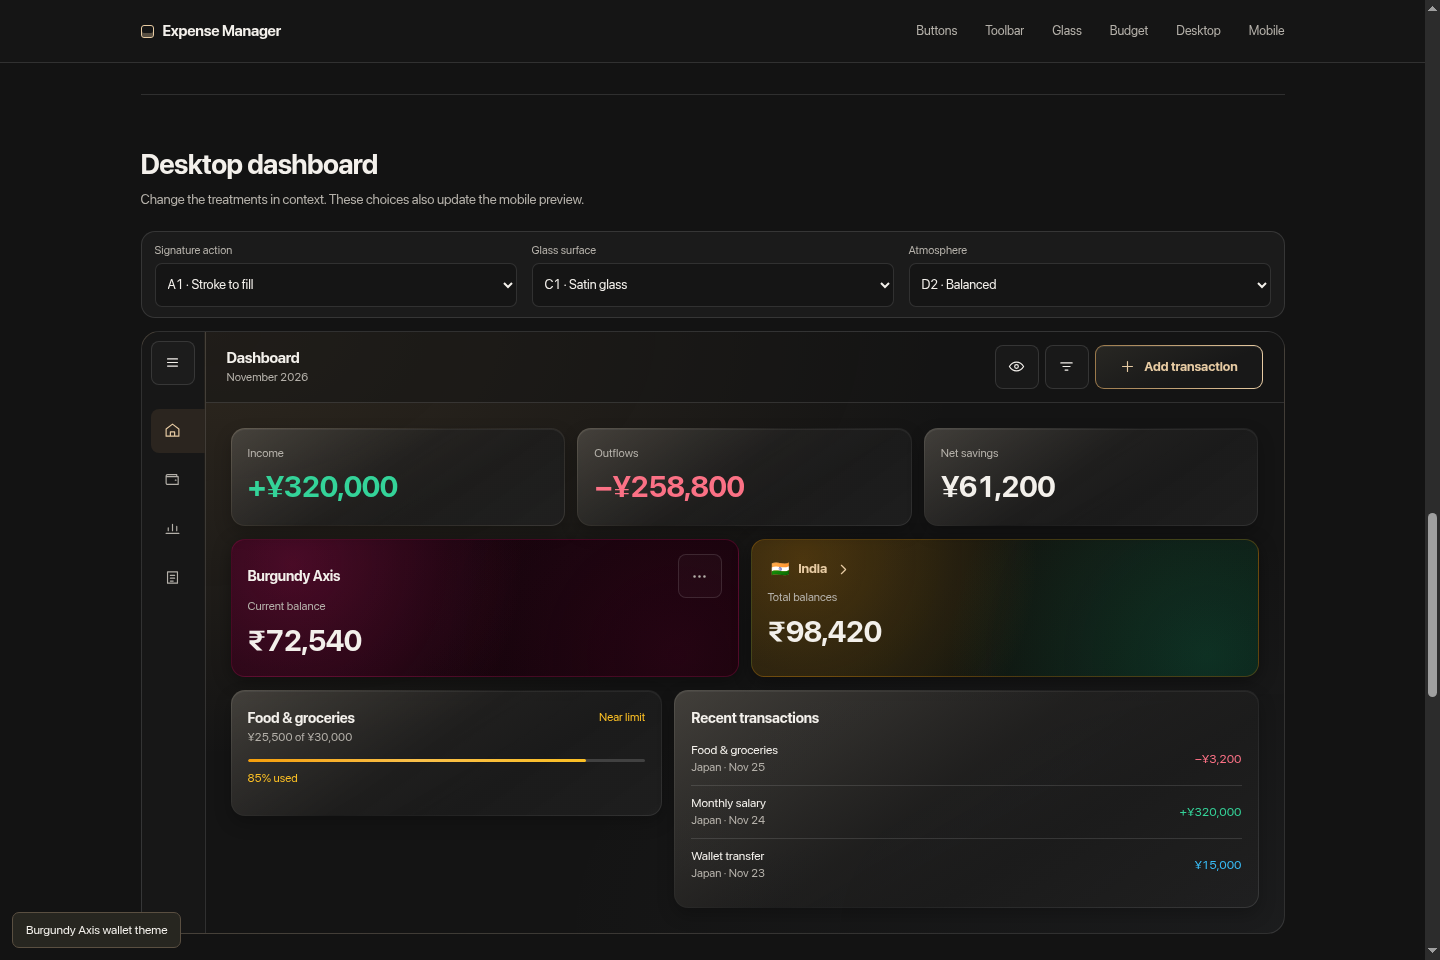 Expense Manager
Buttons
Toolbar
Glass
Budget
Desktop
Mobile
Desktop dashboard
Change the treatments in context. These choices also update the mobile preview.
Signature action
Glass surface
Atmosphere
A1 · Stroke to fill
C1 · Satin glass
D2 · Balanced
Dashboard
November 2026
Add transaction
Income
+¥320,000
Outflows
−¥258,800
Net savings
¥61,200
Burgundy Axis
Current balance
₹72,540
India
Total balances
₹98,420
Food & groceries
Near limit
¥25,500 of ¥30,000
85% used
Recent transactions
Food & groceries
Japan · Nov 25
−¥3,200
Monthly salary
Japan · Nov 24
+¥320,000
Wallet transfer
Japan · Nov 23
¥15,000
Burgundy Axis wallet theme